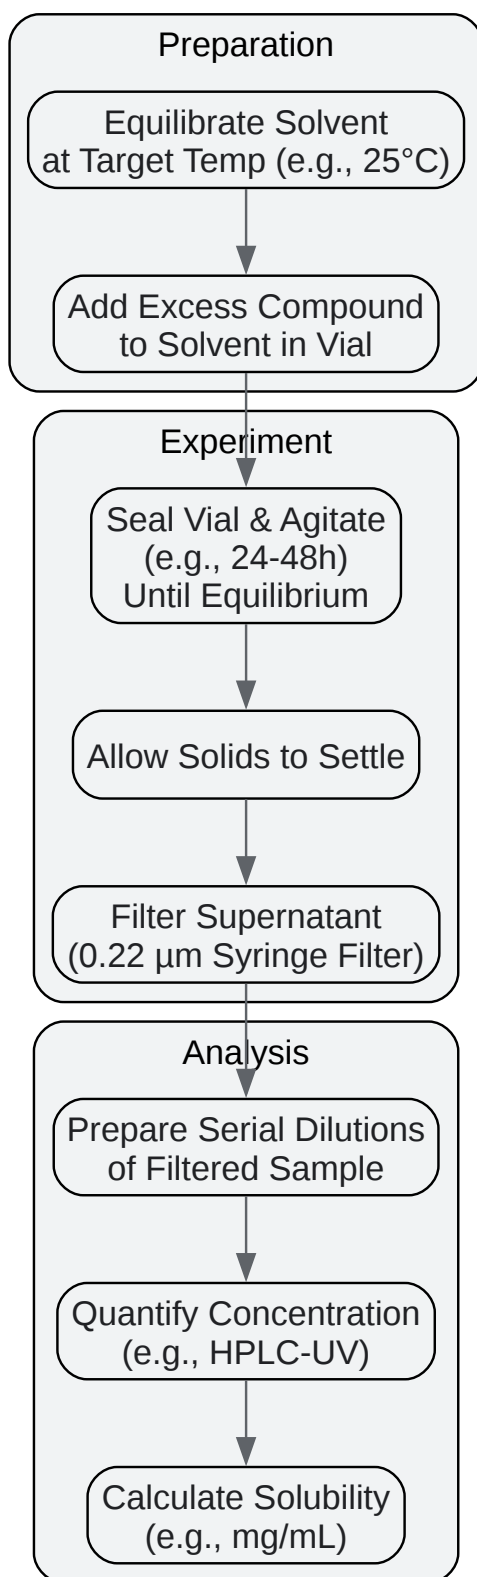 Preparation
Equilibrate Solvent
at Target Temp (e.g., 25°C)
Add Excess Compound
to Solvent in Vial
Experiment
Seal Vial & Agitate
(e.g., 24-48h)
Until Equilibrium
Allow Solids to Settle
Filter Supernatant
(0.22 µm Syringe Filter)
Analysis
Prepare Serial Dilutions
of Filtered Sample
Quantify Concentration
(e.g., HPLC-UV)
Calculate Solubility
(e.g., mg/mL)